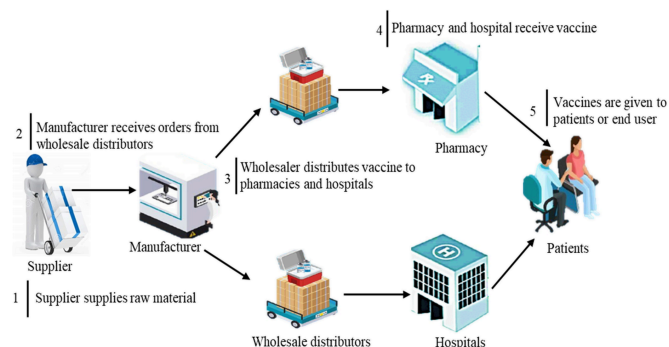 4 Pharmacy and hospital receive vaccine
2 Manufacturer receives orders from
wholesale distributors
3 Wholesaler distributes vaccine to
pharmacies and hospitals
5 Vaccines are given to
patients or end user
Pharmacy
Rx
Supplier
Manufacturer
H
Patients
1 Supplier supplies raw material
Wholesale distributors
Hospitals